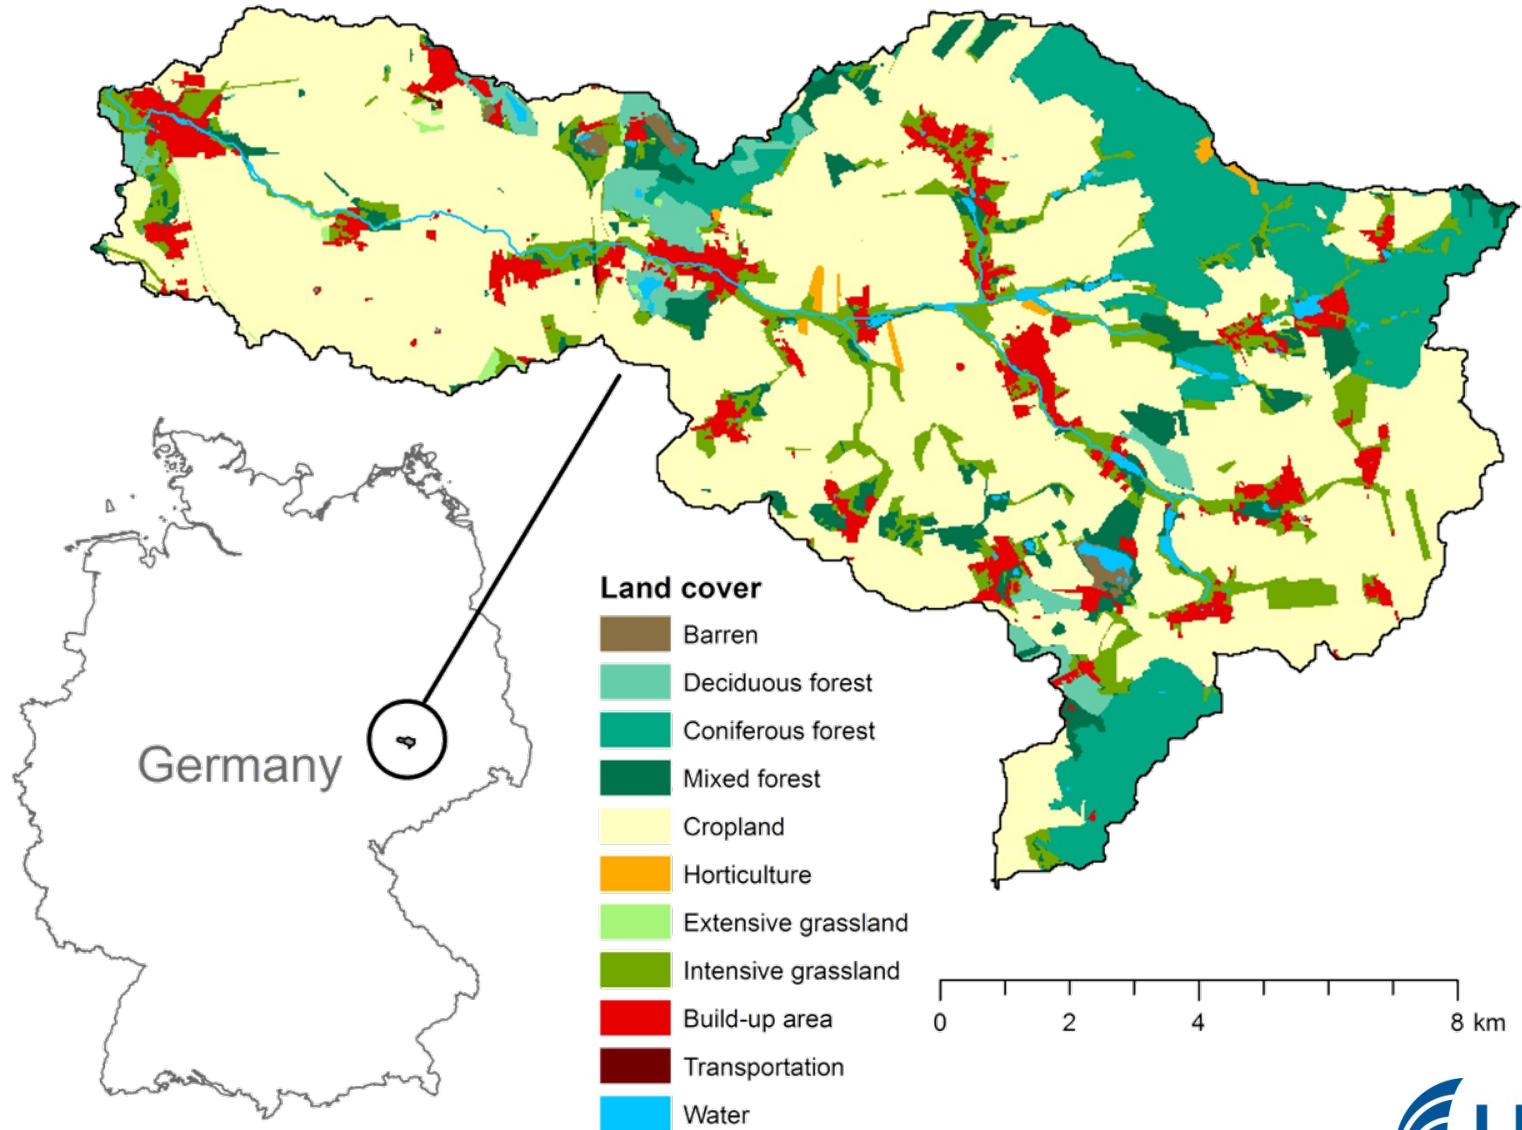 Germany
Land cover
Barren
Deciduous forest
Coniferous forest
Mixed forest
Cropland
Horticulture
Extensive grassland
Intensive grassland
Build-up area
Transportation
Water
0 2 4 8 km